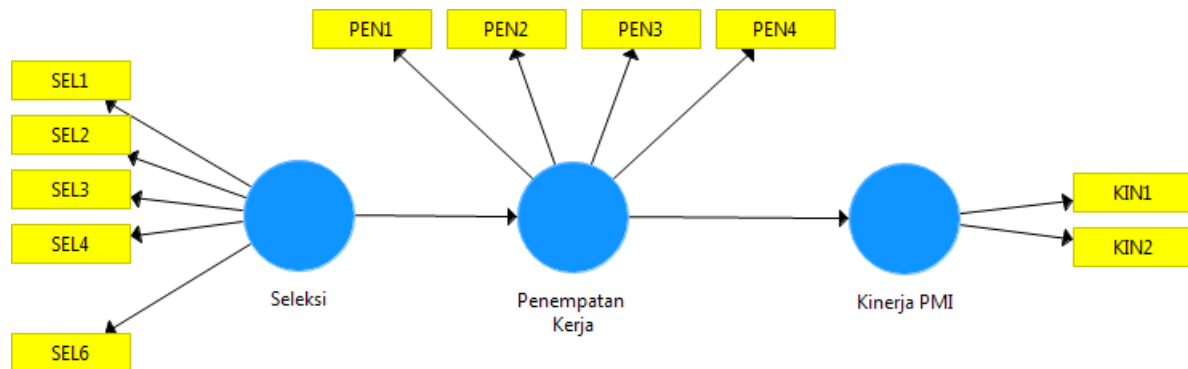 PEN1
PEN2
PEN3
PEN4
SEL1
SEL2
SEL3
SEL4
SEL6
Seleksi
Penempatan
Kerja
Kinerja PMI
KIN1
KIN2